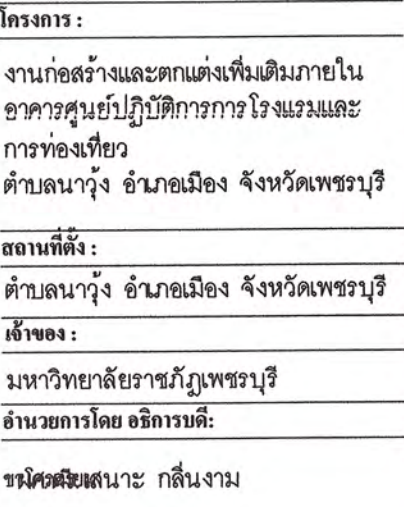 โครงการ :
งานก่อสร้างและตกแต่งเพิ่มเติมภายใน
อาคารศูนย์ปฏิบัติการการโรงแรมและ
การท่องเที่ยว
ตำบลนาวุ้ง อำเภอเมือง จังหวัดเพชรบุรี
สถานที่ตั้ง :
ตำบลนาวุ้ง อำเภอเมือง จังหวัดเพชรบุรี
เจ้าของ :
มหาวิทยาลัยราชภัฏเพชรบุรี
อำนวยการโดย อธิการบดี:
เสนาะ กลิ่นงาม